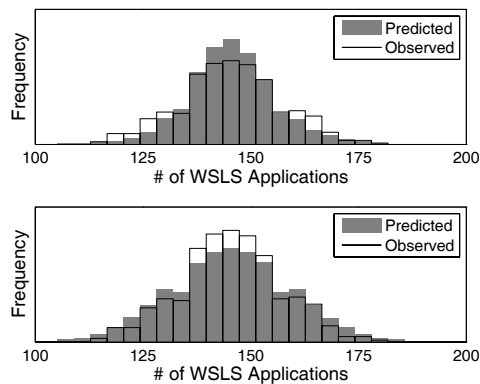 Frequency
Predicted
Observed
100 125 150 175 200
# of WSLS Applications
Frequency
Predicted
Observed
100 125 150 175 200
# of WSLS Applications